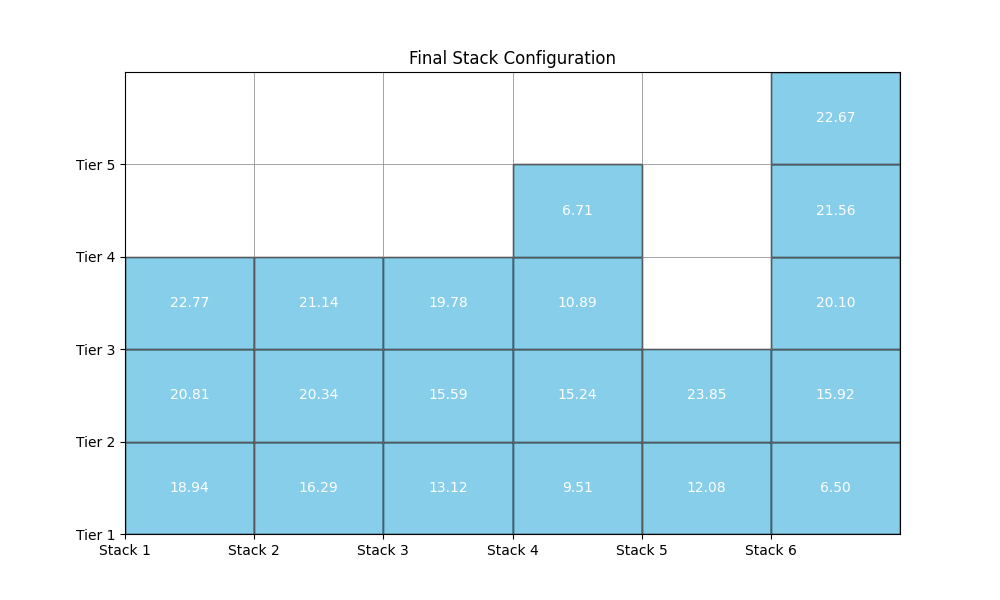 Final Stack Configuration
22.67
Tier 5
6.71 21.56
Tier 4
22.77 21.14 19.78 10.89 20.10
Tier 3
20.81 20.34 15.59 15.24 23.85 15.92
Tier 2
18.94 16.29 13.12 9.51 12.08 6.50
Tier 1
Stack 1 Stack 2 Stack 3 Stack 4 Stack 5 Stack 6